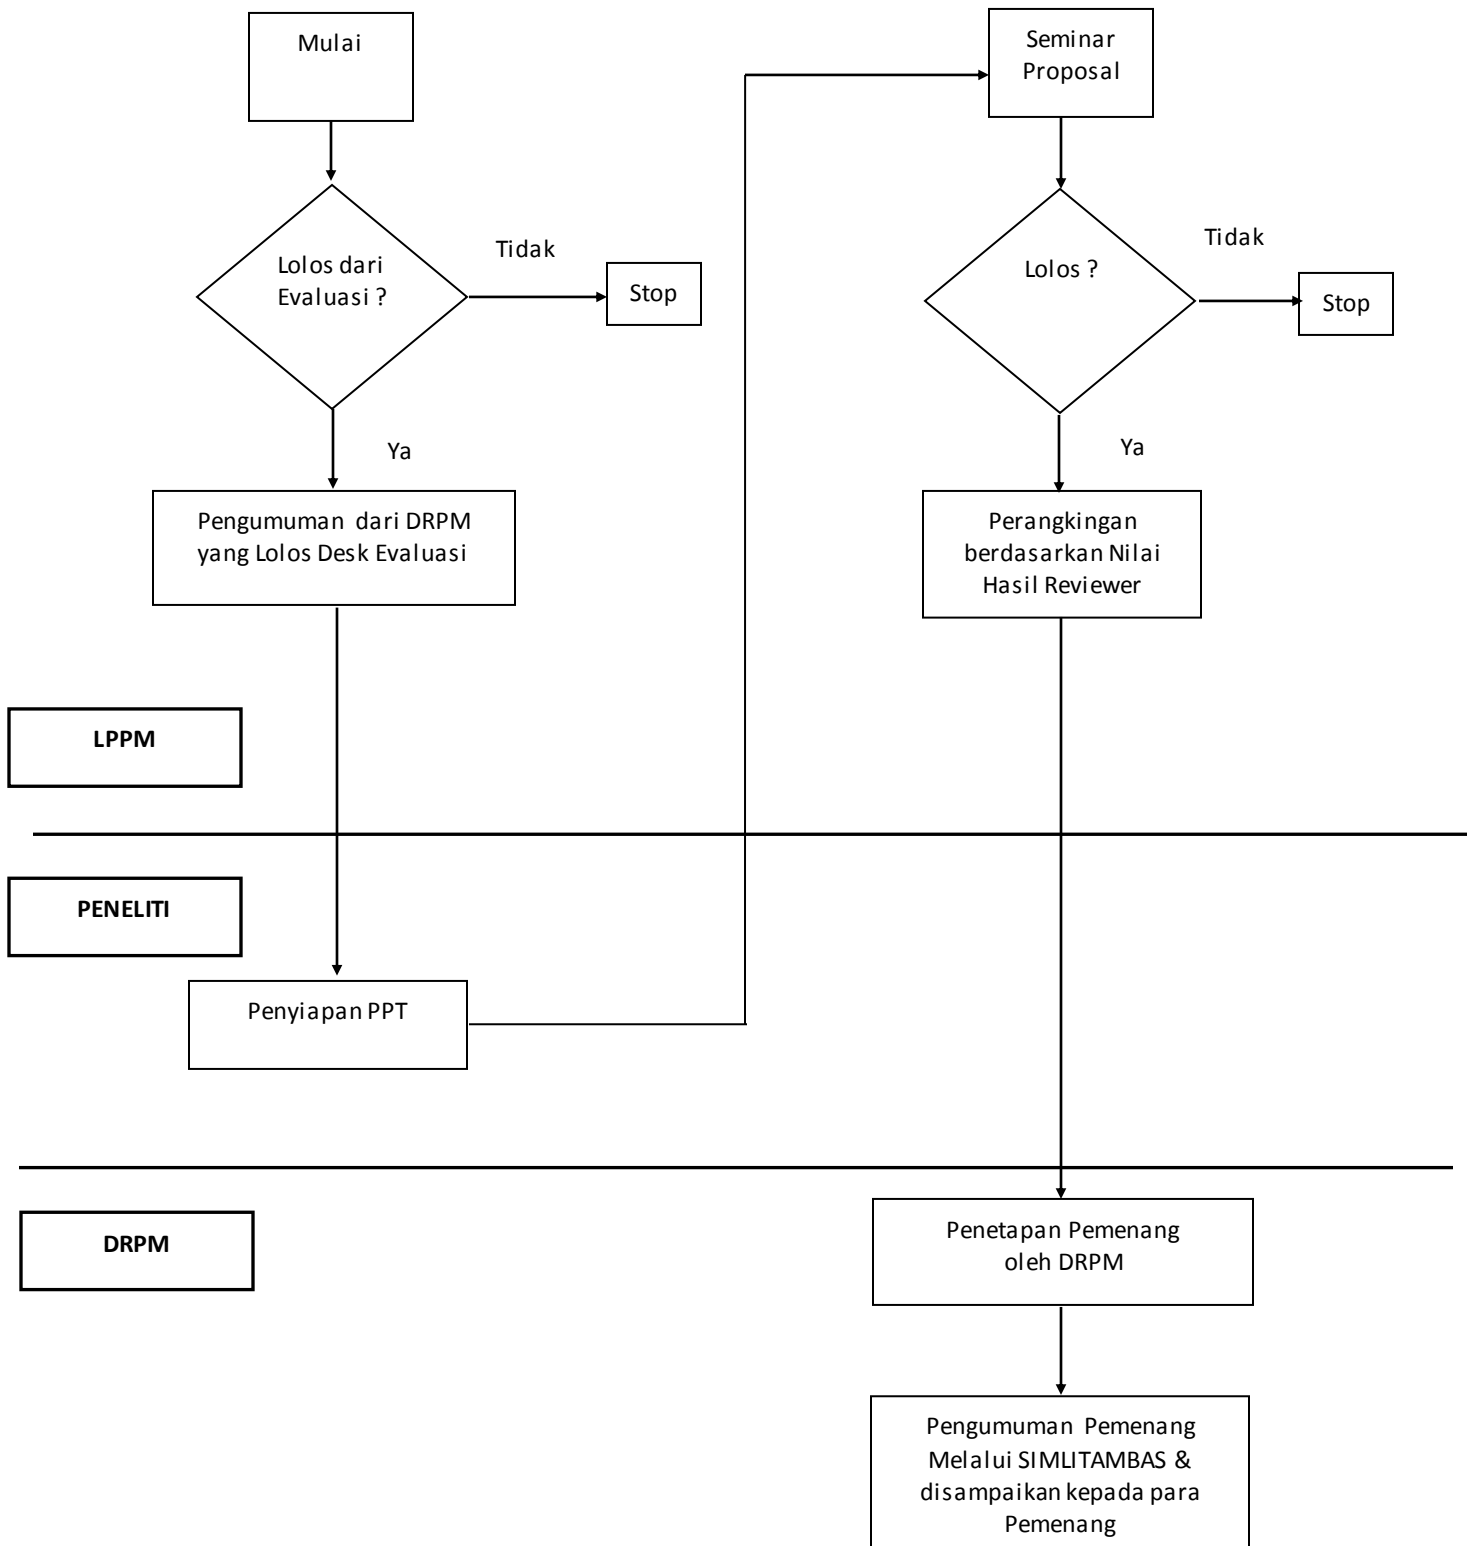 Mulai
Lolos dari
Evaluasi ?
Tidak
Stop
Ya
Pengumuman dari DRPM
yang Lolos Desk Evaluasi
LPPM
PENELITI
Penyiapan PPT
Seminar
Proposal
Lolos ?
Tidak
Stop
Ya
Perangkingan
berdasarkan Nilai
Hasil Reviewer
DRPM
Penetapan Pemenang
oleh DRPM
Pengumuman Pemenang
Melalui SIMLITAMBAS &
disampaikan kepada para
Pemenang